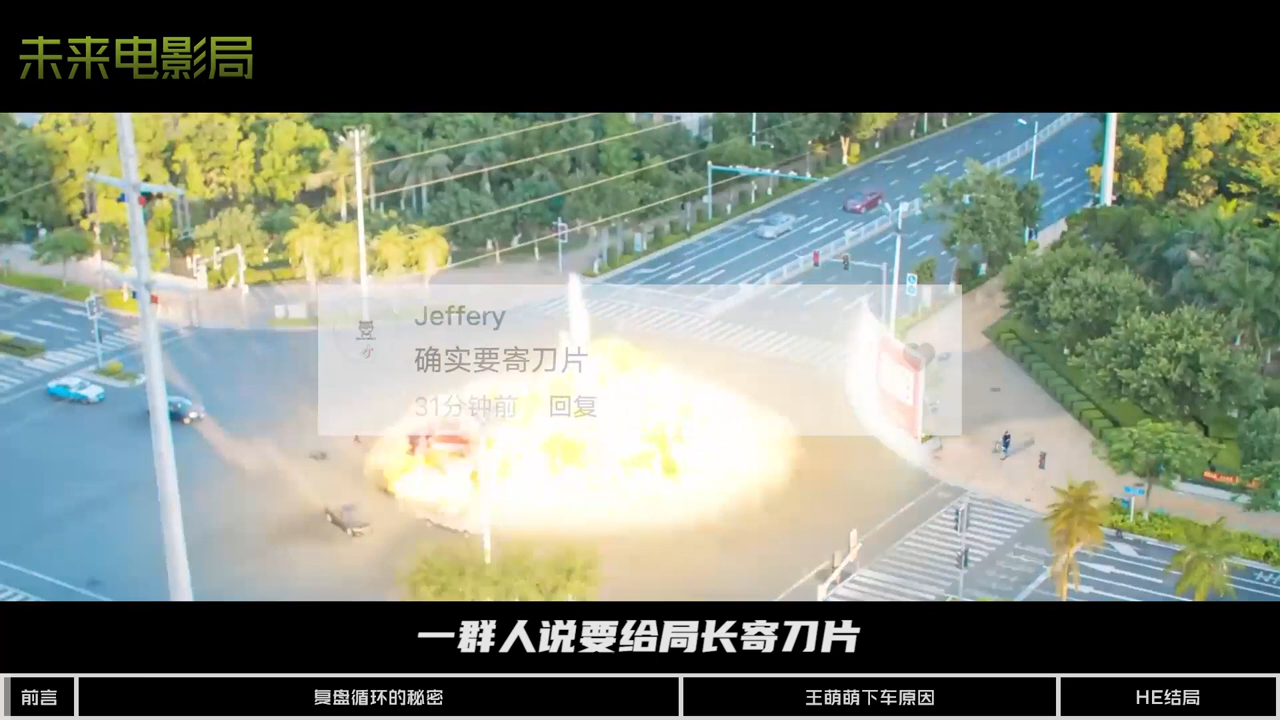 未来电影局
Jeffery
确实要寄刀片
31分钟前 回复
一群人说要给局长寄刀片
前言
复盘循环的秘密
王萌萌下车原因
HE结局